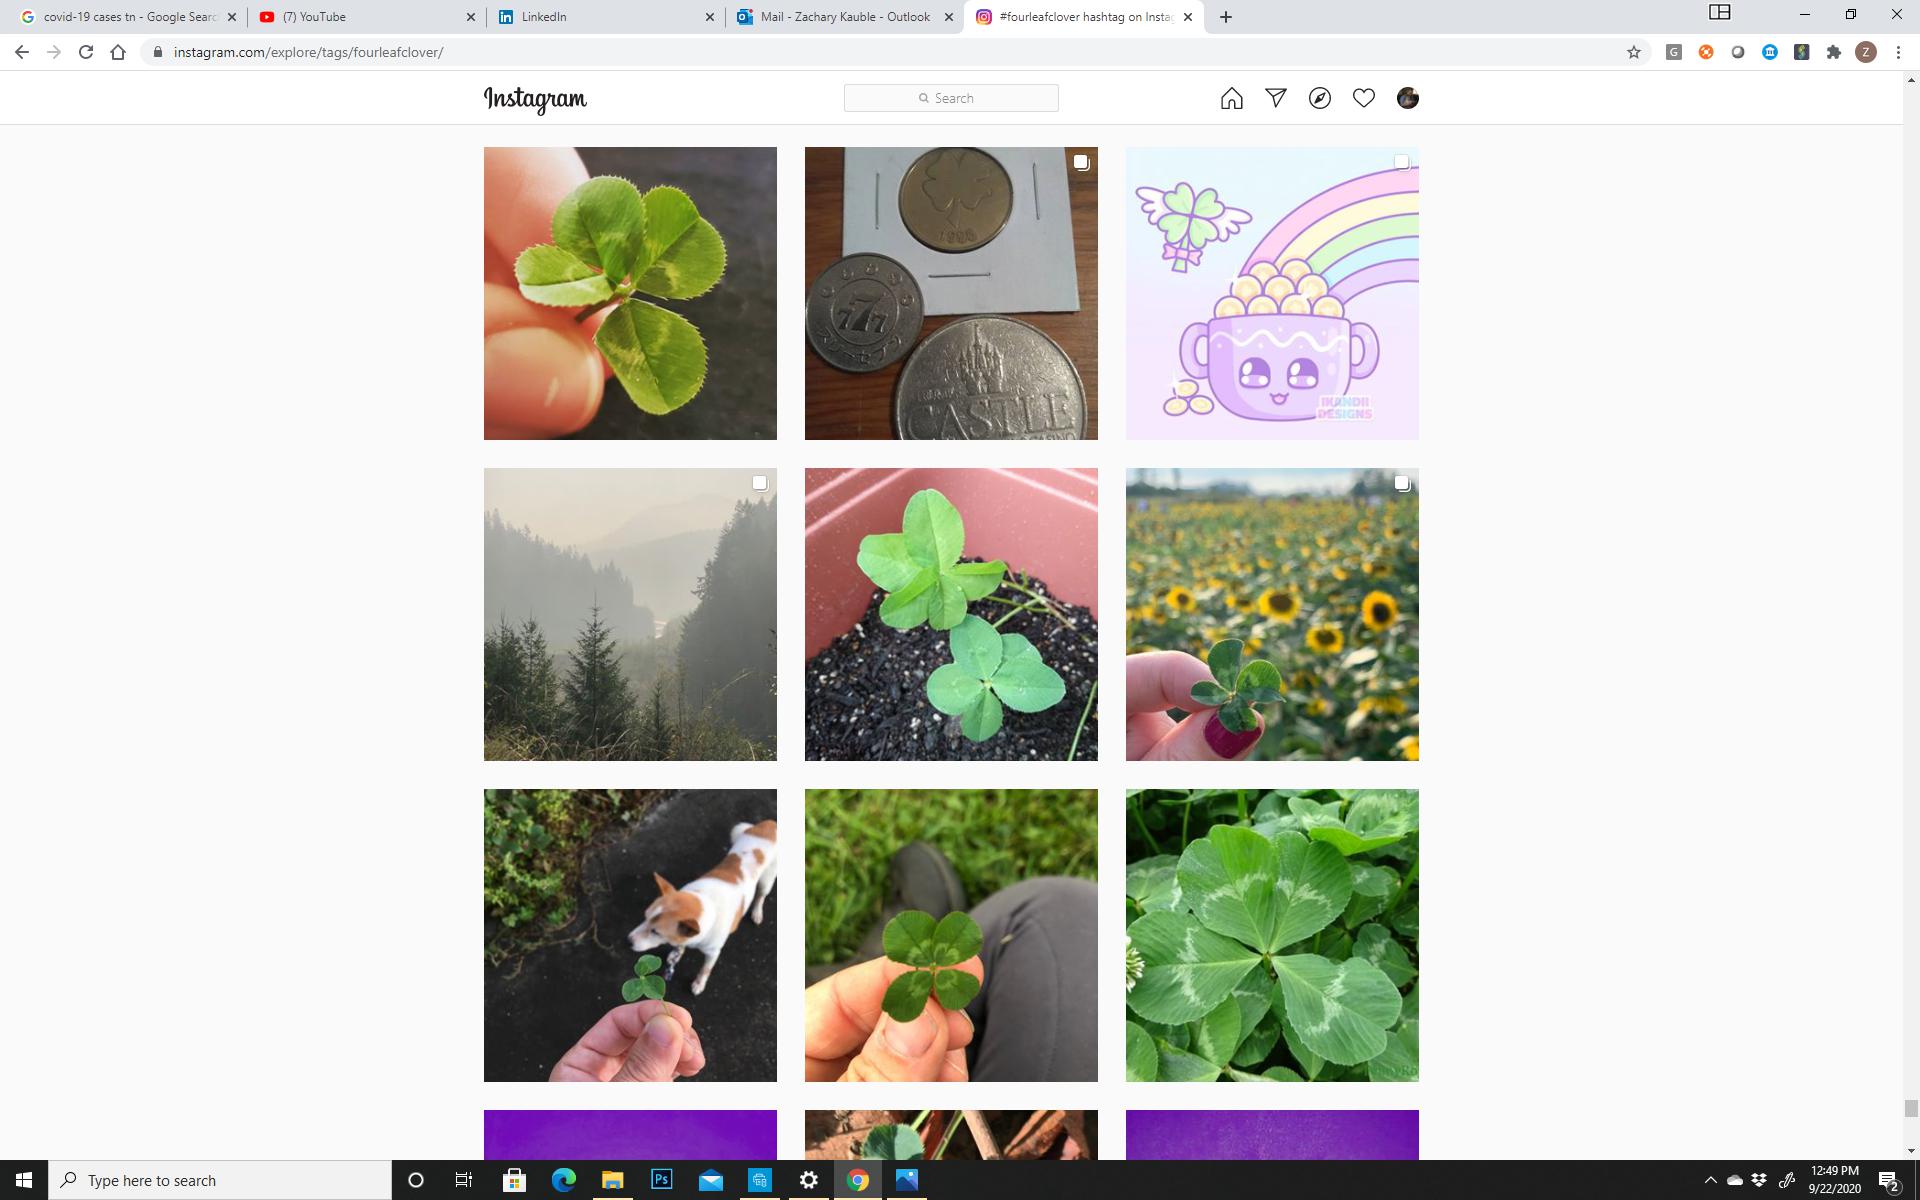 covid-19 cases tn - Google Searc
(7) YouTube
LinkedIn
Mail - Zachary Kauble - Outlook
#fourleafclover hashtag on Insta
instagram.com/explore/tags/fourleafclover/
G
Z
Instagram
Search
777
CASTLE
IKANDII
DESIGNS
Type here to search
Ps
12:49 PM
9/22/2020
2